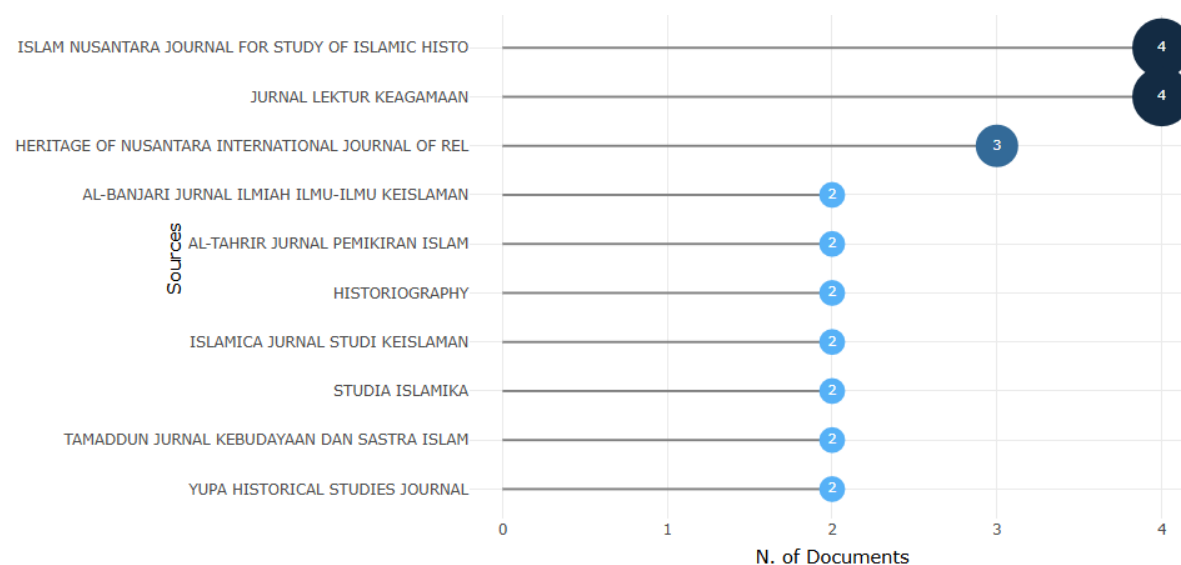 ISLAM NUSANTARA JOURNAL FOR STUDY OF ISLAMIC HISTO 4
JURNAL LEKTUR KEAGAMAAN 4
HERITAGE OF NUSANTARA INTERNATIONAL JOURNAL OF REL 3
AL-BANJARI JURNAL ILMIAH ILMU-ILMU KEISLAMAN 2
AL-TAHRIR JURNAL PEMIKIRAN ISLAM 2
HISTORIOGRAPHY 2
ISLAMICA JURNAL STUDI KEISLAMAN 2
STUDIA ISLAMIKA 2
TAMADDUN JURNAL KEBUDAYAAN DAN SASTRA ISLAM 2
YUPA HISTORICAL STUDIES JOURNAL 2
Sources
0 1 2 3 4
N. of Documents